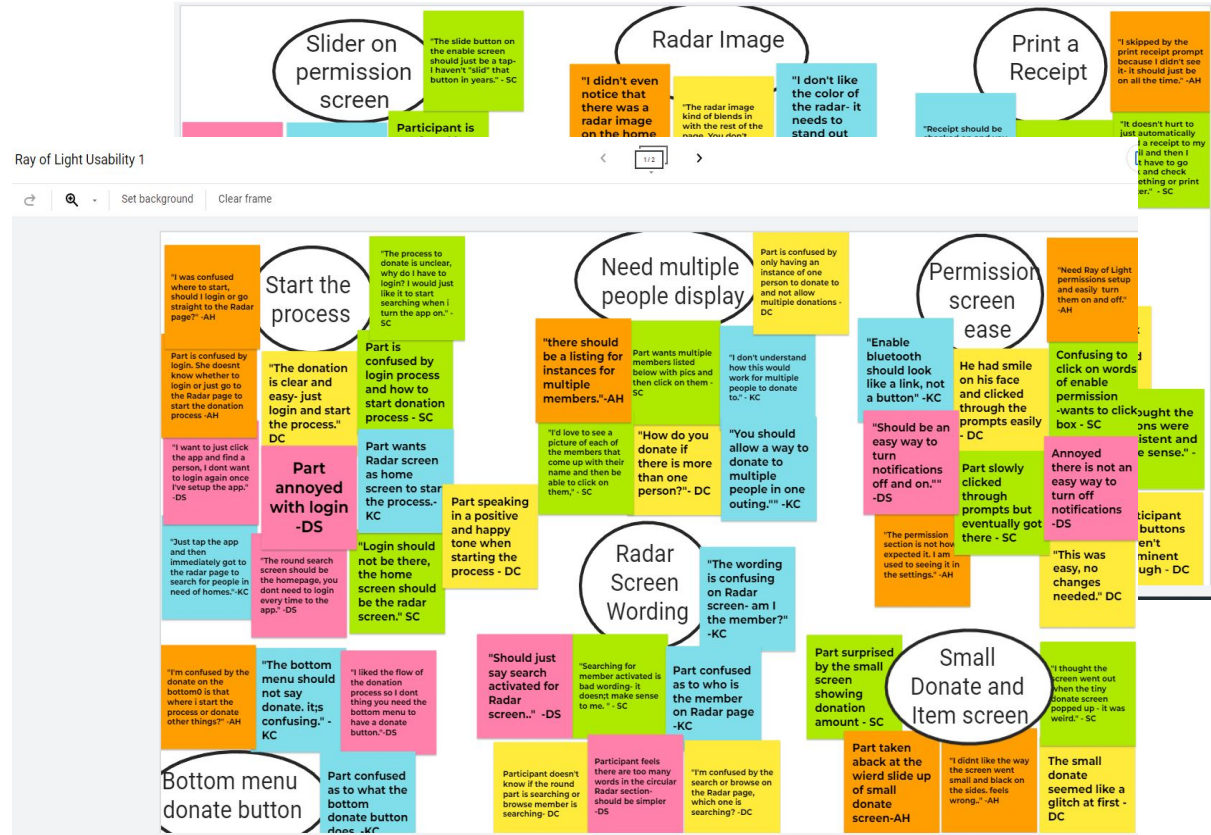 Slider on
permission
screen
"The slide button on
the enable screen
should just be a tap-
I haven't "slid" that
button in years." - SC
Participant is
Radar Image
"I didn't even
notice that
there was a
radar image
on the home
"The radar image
kind of blends in
with the rest of the
page. You don't
"I don't like
the color of
the radar- it
needs to
stand out
Print a
Receipt
"I skipped by the
print receipt prompt
because I didn't see
it- it should just be
on all the time." -AH
"Receipt should be
"It doesn't hurt to
just automatically
a receipt to my
and then I
have to go
and check
or print
- SC
Ray of Light Usability 1
1/2
Set background
Clear frame
"I was confused
where to start,
should I login or go
straight to the Radar
page?" -AH
Start the
process
"The process to
donate is unclear,
why do I have to
login? I would just
like it to start
searching when i
turn the app on." -
SC
Part is confused by
login. She doesnt
know whether to
login or just go to
the Radar page to
start the donation
process -AH
"The donation
is clear and
easy- just
login and start
the process."
DC
Part is
confused by
login process
and how to
start donation
process - SC
"I want to just click
the app and find a
person, I dont want
to login again once
I've setup the app."
-DS
Part
annoyed
with login
-DS
Part wants
Radar screen
as home
screen to star
the process.-
KC
Part speaking
in a positive
and happy
tone when
starting the
process - DC
"Just tap the app
and then
immediately got to
the radar page to
search for people in
need of homes."-KC
"The round search
screen should be
the homepage, you
dont need to login
every time to the
app." -DS
"Login should
not be there,
the home
screen should
be the radar
screen." SC
Need multiple
people display
Part is confused by
only having an
instance of one
person to donate to
and not allow
multiple donations -
DC
"there should
be a listing for
instances for
multiple
members."-AH
Part wants multiple
members listed
below with pics and
then click on them -
SC
"I don't understand
how this would
work for multiple
people to donate
to." - KC
"I'd love to see a
picture of each of
the members that
come up with their
name and then be
able to click on
them," - SC
"How do you
donate if
there is more
than one
person?"- DC
"You should
allow a way to
donate to
multiple
people in one
outing."" -KC
Permission
screen
ease
"Need Ray of Light
permissions setup
and easily turn
them on and off."
"Enable
bluetooth
should look
like a link, not
a button" -KC
He had smile
on his face
and clicked
through the
prompts easily
- DC
Confusing to
click on words
of enable
permission
-wants to click
box - SC
"Should be an
easy way to
turn
notifications
off and on.""
-DS
Part slowly
clicked
through
prompts but
eventually got
there - SC
Annoyed
there is not an
easy way to
turn off
notifications
-DS
"The permission
section is not how
expected it. I am
used to seeing it in
the settings." -AH
"This was
easy, no
changes
needed." DC
the
were
and
sense." -
buttons
- DC
Radar
Screen
Wording
"The wording
is confusing
on Radar
screen- am I
the member?"
-KC
"Should just
say search
activated for
Radar
screen.." -DS
"Searching for
member activated is
bad wording- it
doesn;t make sense
to me. " - SC
Part confused
as to who is
the member
on Radar page
-KC
Participant doesn't
know if the round
part is searching or
browse member is
searching- DC
Participant feels
there are too many
words in the circular
Radar section-
should be simpler
-DS
"I'm confused by the
search or browse on
the Radar page,
which one is
searching? -DC
"I'm confused by the
donate on the
bottom0 is that
where i start the
process or donate
other things?" -AH
"The bottom
menu should
not say
donate. it;s
confusing." -
KC
"I liked the flow of
the donation
process so I dont
thing you need the
bottom menu to
have a donate
button."-DS
Bottom menu
donate button
Part confused
as to what the
bottom
donate button
does. -KC
Part surprised
by the small
screen
showing
donation
amount - SC
Small
Donate and
Item screen
"I thought the
screen went out
when the tiny
donate screen
popped up - it was
weird." - SC
Part taken
aback at the
wierd slide up
of small
donate
screen-AH
"I didnt like the way
the screen went
small and black on
the sides. feels
wrong.." -AH
The small
donate
seemed like a
glitch at first -
DC